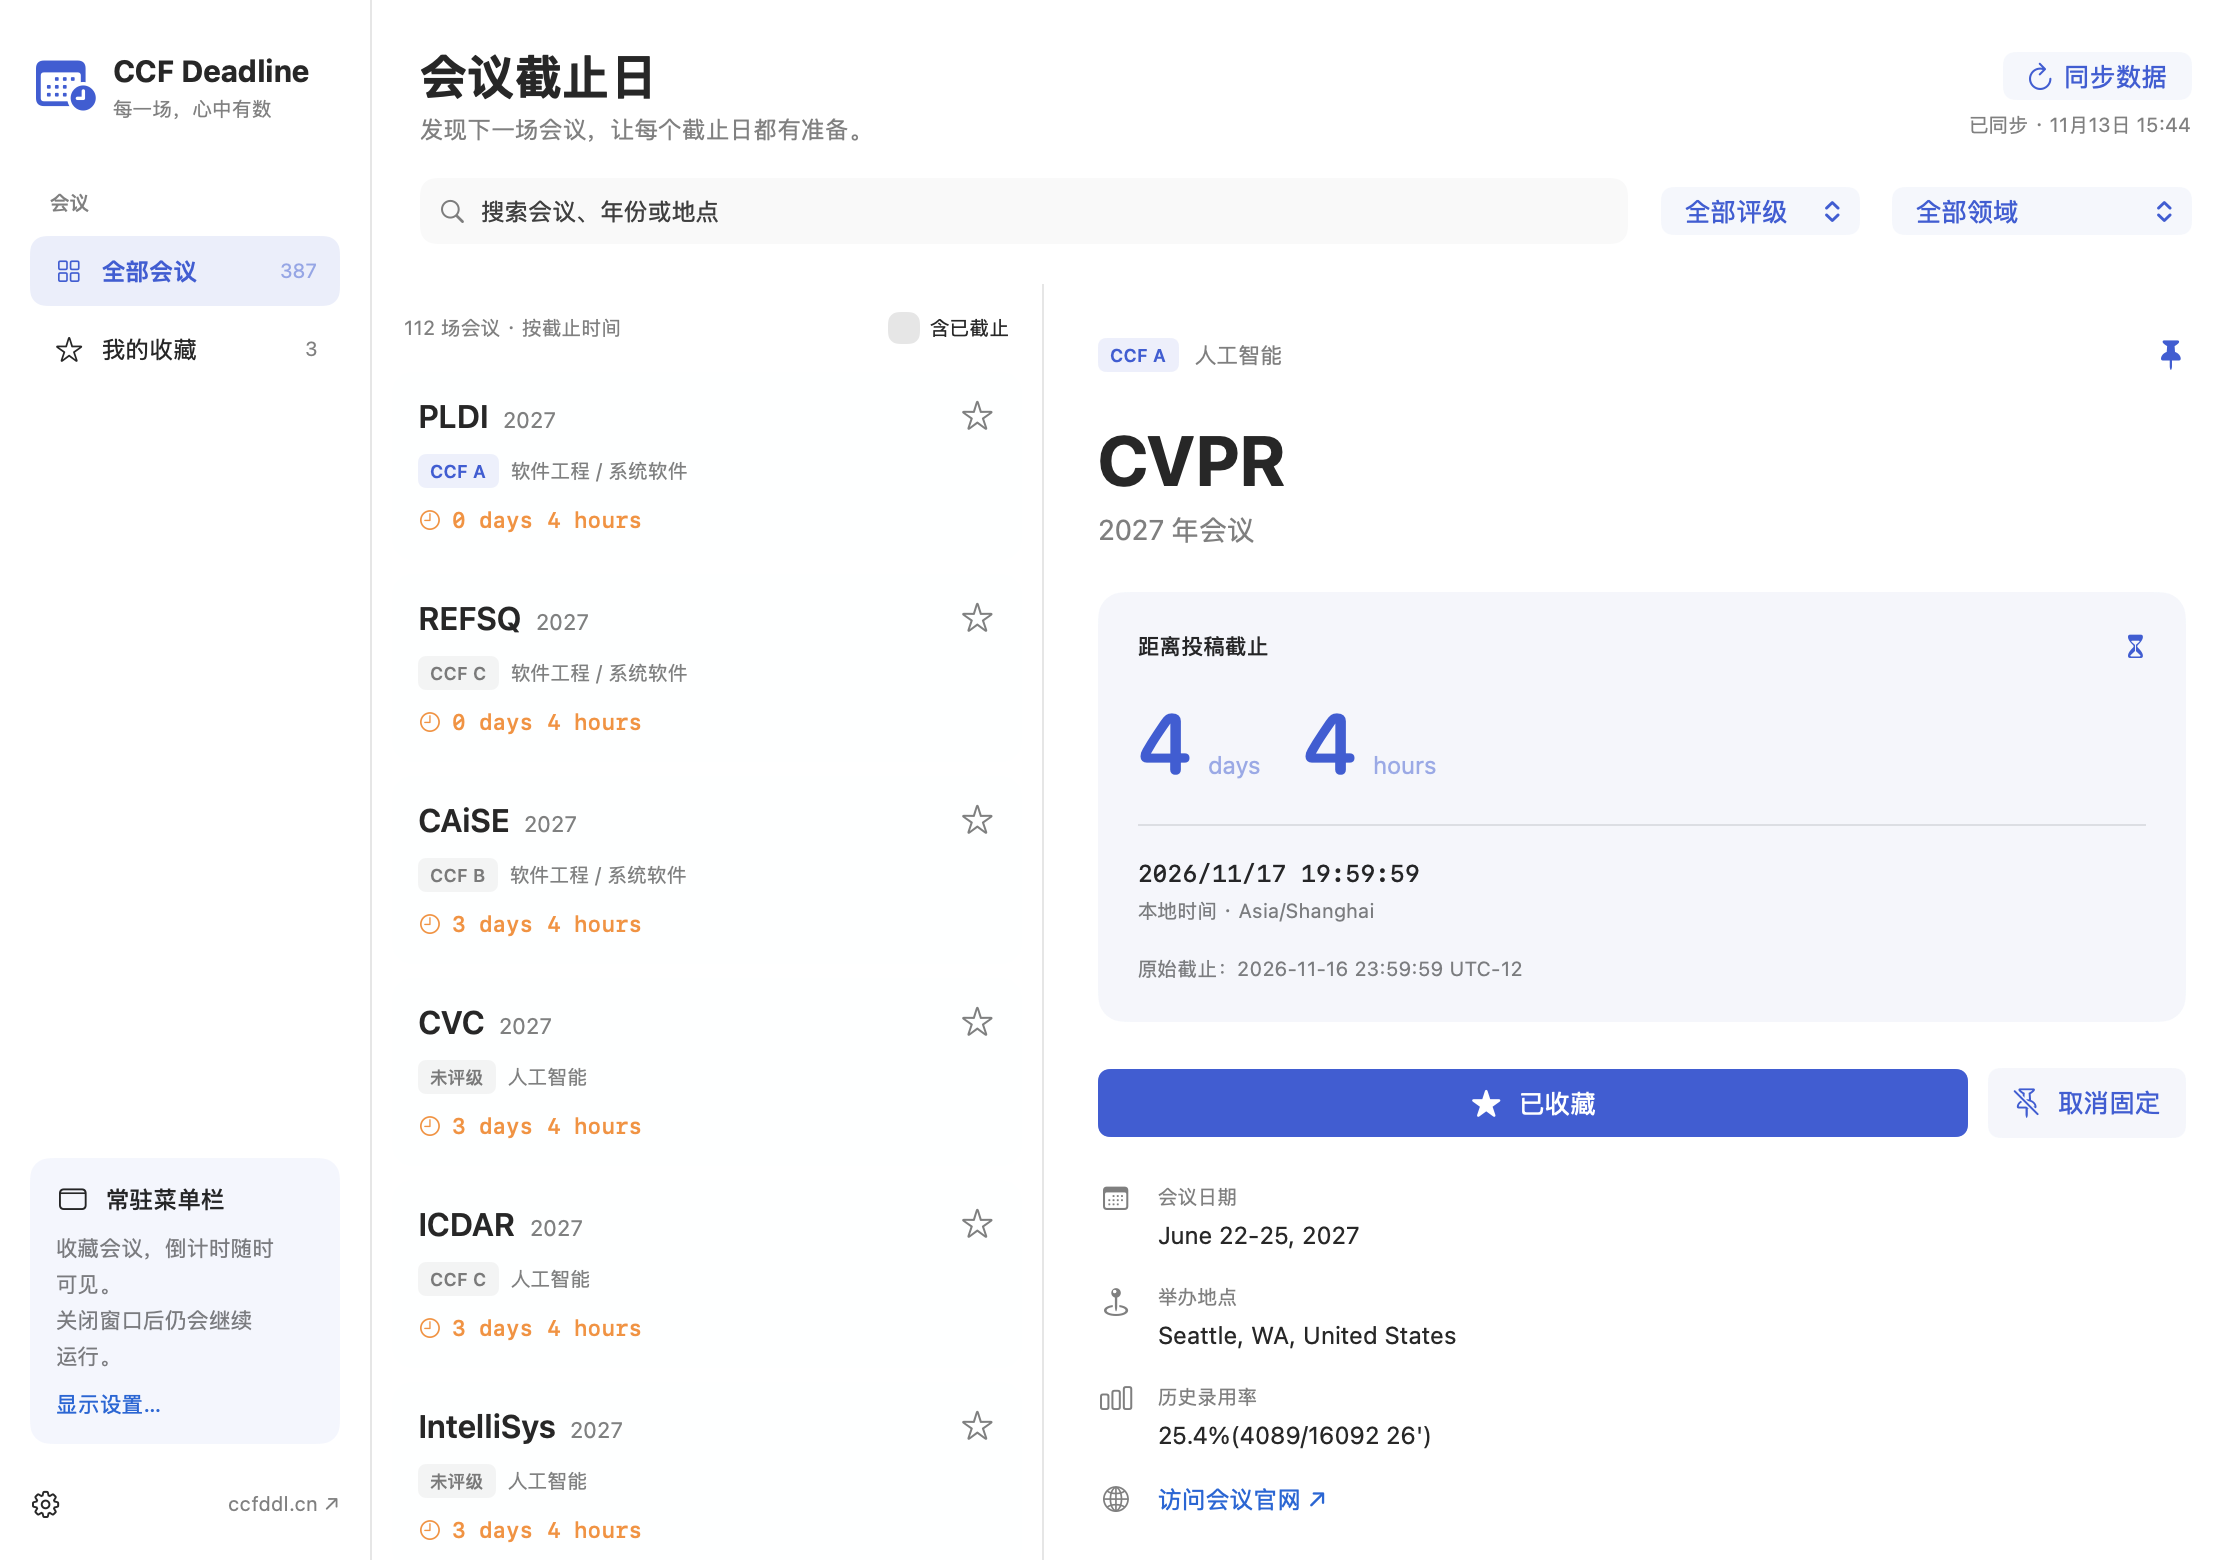 CCF Deadline
每一场，心中有数
会议
全部会议 387
我的收藏 3
常驻菜单栏
收藏会议，倒计时随时
可见。
关闭窗口后仍会继续
运行。
显示设置...
ccfddl.cn ↗
会议截止日
发现下一场会议，让每个截止日都有准备。
同步数据
已同步 · 11月13日 15:44
搜索会议、年份或地点
全部评级
全部领域
112 场会议 · 按截止时间
含已截止
PLDI 2027
CCF A 软件工程 / 系统软件
0 days 4 hours
REFSQ 2027
CCF C 软件工程 / 系统软件
0 days 4 hours
CAiSE 2027
CCF B 软件工程 / 系统软件
3 days 4 hours
CVC 2027
未评级 人工智能
3 days 4 hours
ICDAR 2027
CCF C 人工智能
3 days 4 hours
IntelliSys 2027
未评级 人工智能
3 days 4 hours
CCF A 人工智能
CVPR
2027 年会议
距离投稿截止
4 days 4 hours
2026/11/17 19:59:59
本地时间 · Asia/Shanghai
原始截止：2026-11-16 23:59:59 UTC-12
已收藏
取消固定
会议日期
June 22-25, 2027
举办地点
Seattle, WA, United States
历史录用率
25.4%(4089/16092 26')
访问会议官网 ↗